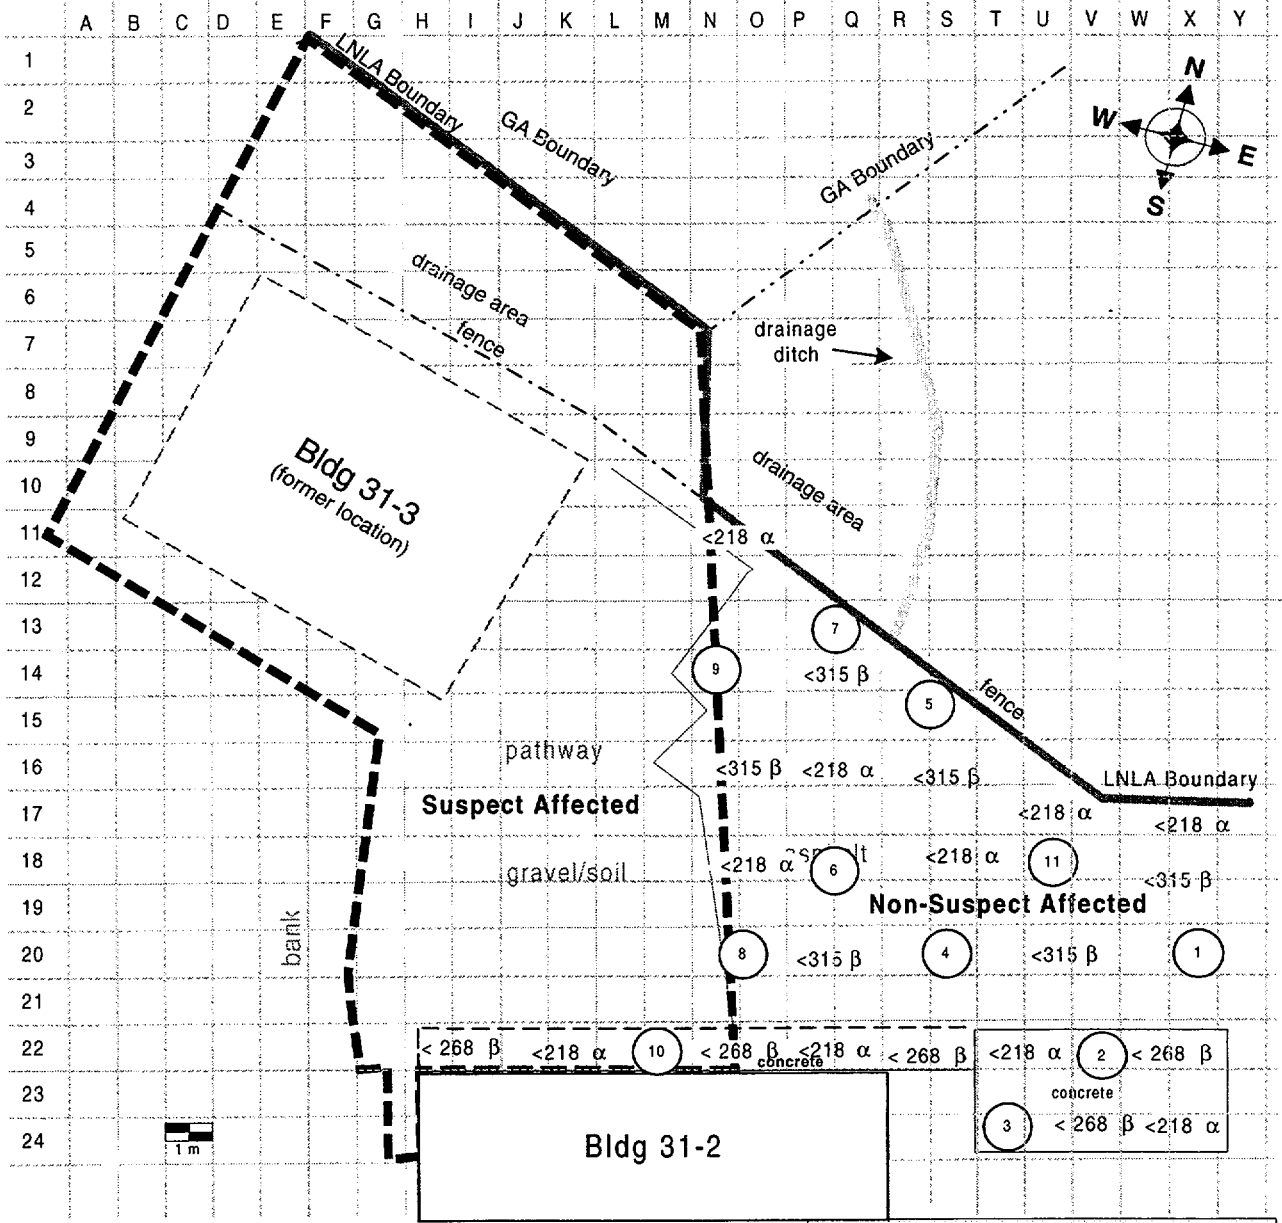 A B C D E F G H I J K L M N O P Q R S T U V W X Y
1
LNLA Boundary
N
2
GA Boundary
W
3
GA Boundary
E
4
S
5
drainage area
6
fence
drainage
7
ditch
8
9
Bldg 31-3
drainage area
10
(former location)
11
<218 α
12
13
7
14
9
<315 β
5
fence
15
pathway
16
<315 β <218 α <315 β
LNLA Boundary
Suspect Affected
17
<218 α
<218 α
18
gravel/soil
<218 α
6
<218 α
11
<315 β
19
Non-Suspect Affected
bank
20
8
<315 β
4
<315 β
1
21
22
< 268 β <218 α 10 < 268 β <218 α < 268 β <218 α 2 < 268 β
concrete
23
concrete
24
3
< 268 β <218 α
1 m
Bldg 31-2